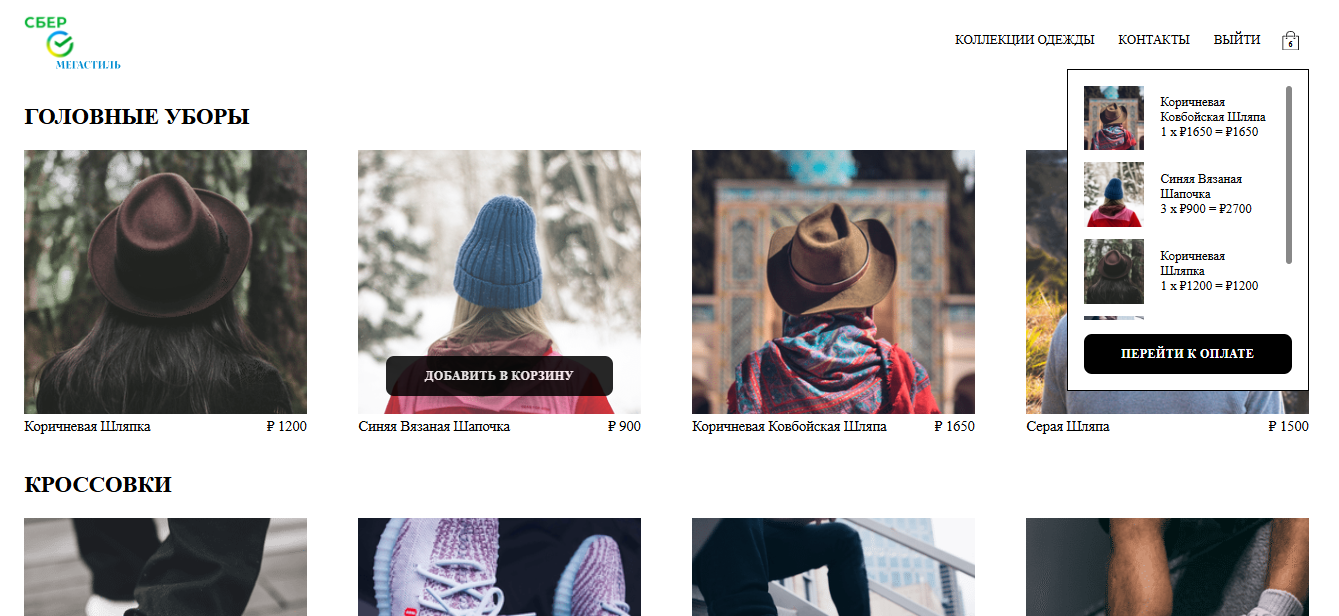 СБЕР
МЕГАСТИЛЬ
КОЛЛЕКЦИИ ОДЕЖДЫ
КОНТАКТЫ
ВЫЙТИ
6
Коричневая
Ковбойская Шляпа
1 x ₽1650 = ₽1650
Синяя Вязаная
Шапочка
3 x ₽900 = ₽2700
Коричневая
Шляпка
1 x ₽1200 = ₽1200
ПЕРЕЙТИ К ОПЛАТЕ
ГОЛОВНЫЕ УБОРЫ
ДОБАВИТЬ В КОРЗИНУ
Коричневая Шляпка
₽ 1200
Синяя Вязаная Шапочка
₽ 900
Коричневая Ковбойская Шляпа
₽ 1650
Серая Шляпа
₽ 1500
КРОССОВКИ